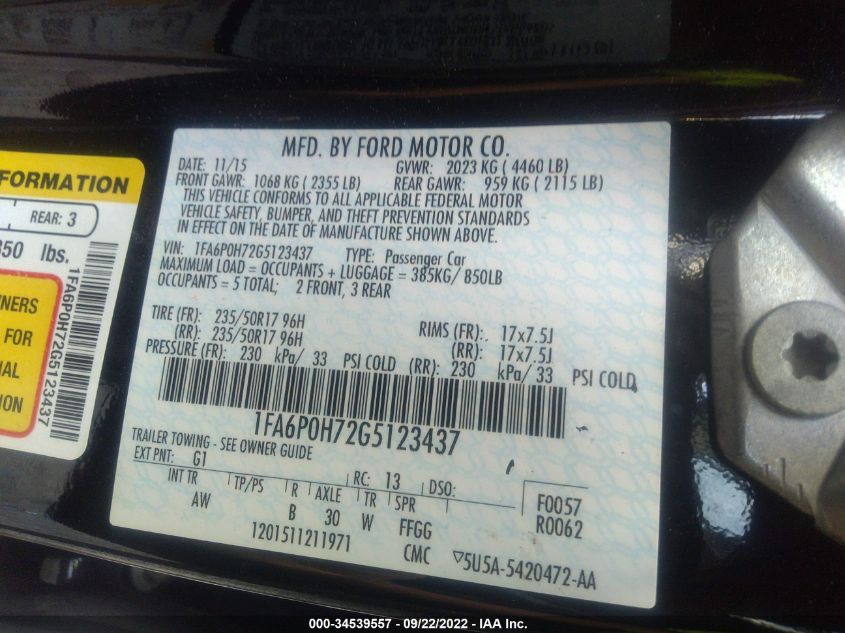 FORMATION
REAR: 3
350 lbs.
WNERS
FOR
IAL
TION
1FA6P0H72G5123437
MFD. BY FORD MOTOR CO.
DATE: 11/15 GVWR: 2023 KG ( 4460 LB)
FRONT GAWR: 1068 KG ( 2355 LB) REAR GAWR: 959 KG ( 2115 LB)
THIS VEHICLE CONFORMS TO ALL APPLICABLE FEDERAL MOTOR
VEHICLE SAFETY, BUMPER, AND THEFT PREVENTION STANDARDS
IN EFFECT ON THE DATE OF MANUFACTURE SHOWN ABOVE.
VIN: 1FA6P0H72G5123437 TYPE: Passenger Car
MAXIMUM LOAD = OCCUPANTS + LUGGAGE = 385KG/ 850LB
OCCUPANTS = 5 TOTAL; 2 FRONT, 3 REAR
TIRE (FR): 235/50R17 96H RIMS (FR): 17x7.5J
(RR): 235/50R17 96H (RR): 17x7.5J
PRESSURE (FR): 230 kPa/ 33 PSI COLD (RR): 230 kPa/ 33 PSI COLD
1FA6P0H72G5123437
TRAILER TOWING - SEE OWNER GUIDE
EXT PNT: G1 RC: 13 DSO: F0057
INT TR TP/PS R AXLE TR SPR R0062
AW B 30 W FFGG
1201511211971 CMC ▽5U5A-5420472-AA
000-34539557 - 09/22/2022 - IAA Inc.